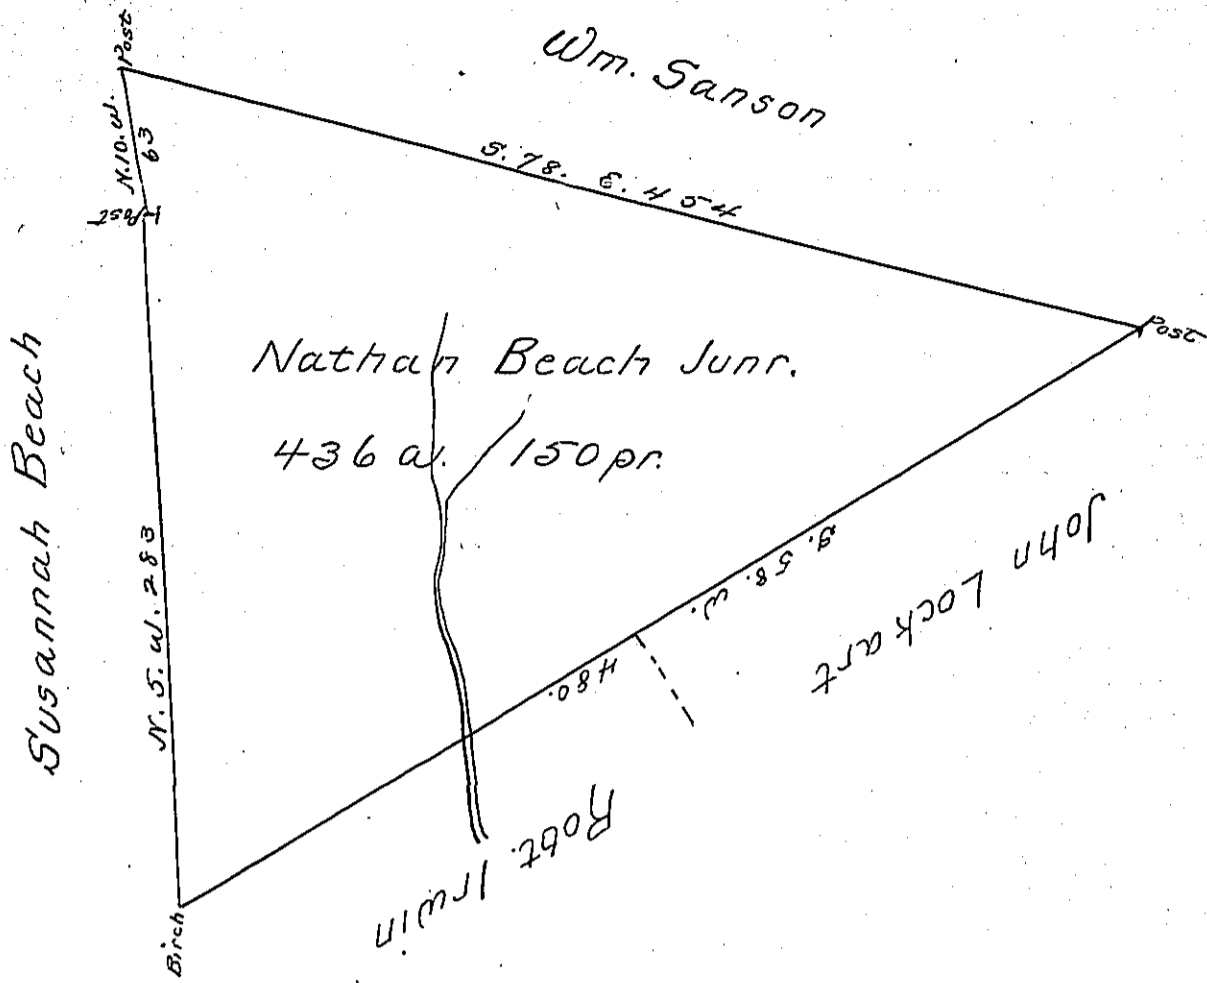 Post
Wm. Sanson
N.10.W.
63
S.78. E. 454
Post
Post
Nathan Beach Junr.
436 a. 150 pr.
Susannah Beach
N. 5. W. 283
S. 58. W.
480.
John Lockart
Robt. Irwin
Birch